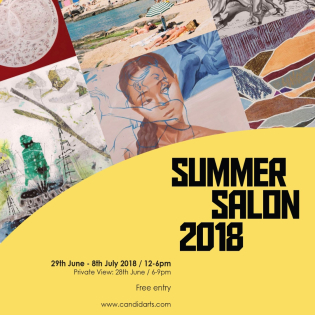 SUMMER
SALON
2018
29th June - 8th July 2018 / 12-6pm
Private View: 28th June / 6-9pm
Free entry
www.candidarts.com